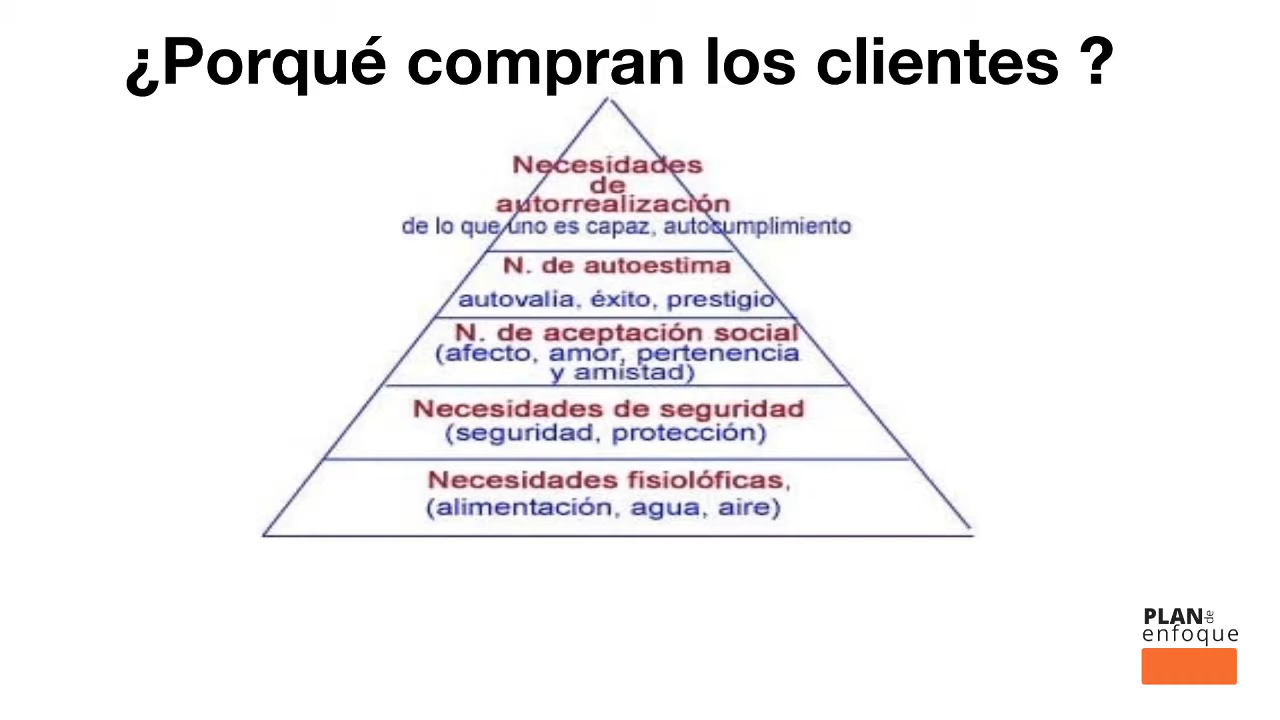 ¿Porqué compran los clientes ?
Necesidades
de
autorrealización
de lo que uno es capaz, autocumplimiento
N. de autoestima
autovalia, éxito, prestigio
N. de aceptación social
(afecto, amor, pertenencia
y amistad)
Necesidades de seguridad
(seguridad, protección)
Necesidades fisiolóficas,
(alimentación, agua, aire)
PLAN de
enfoque